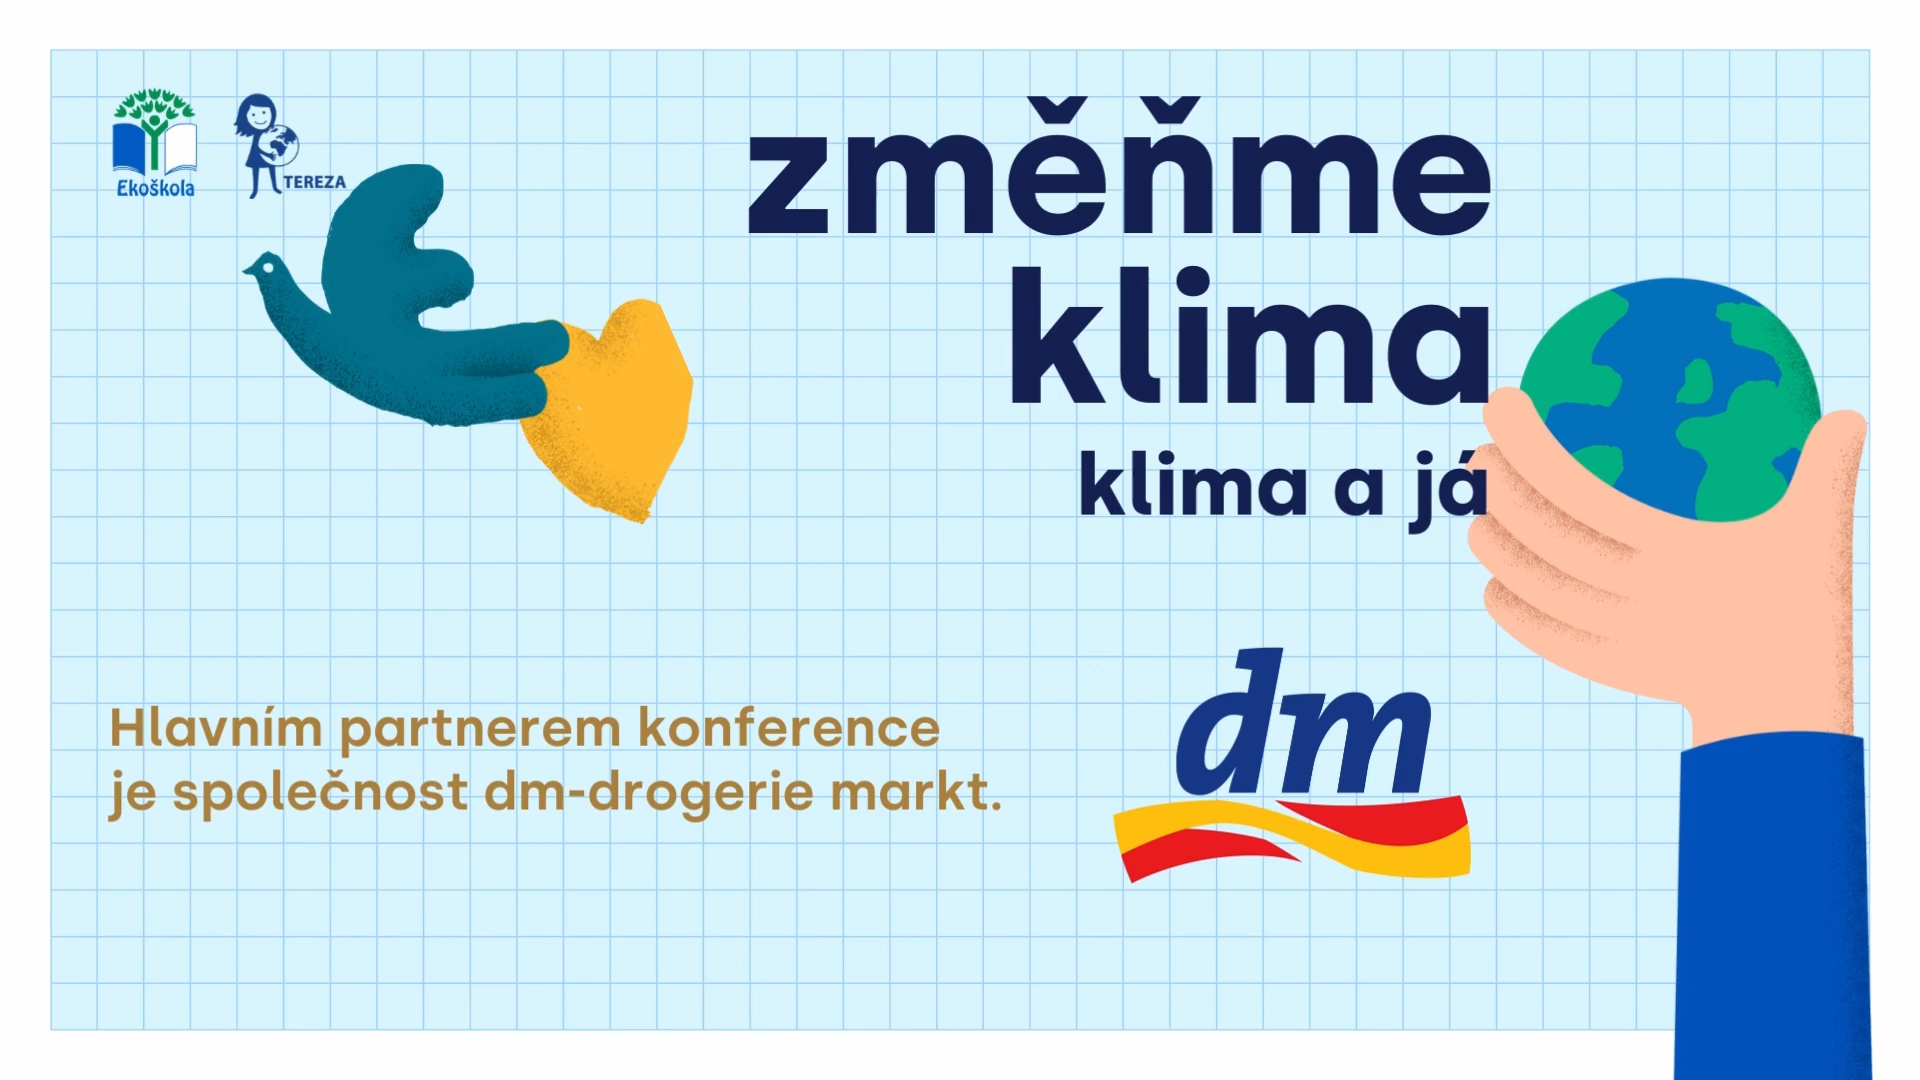 Ekoškola
TEREZA
změňme
klima
klima a já
dm
Hlavním partnerem konference
je společnost dm-drogerie markt.